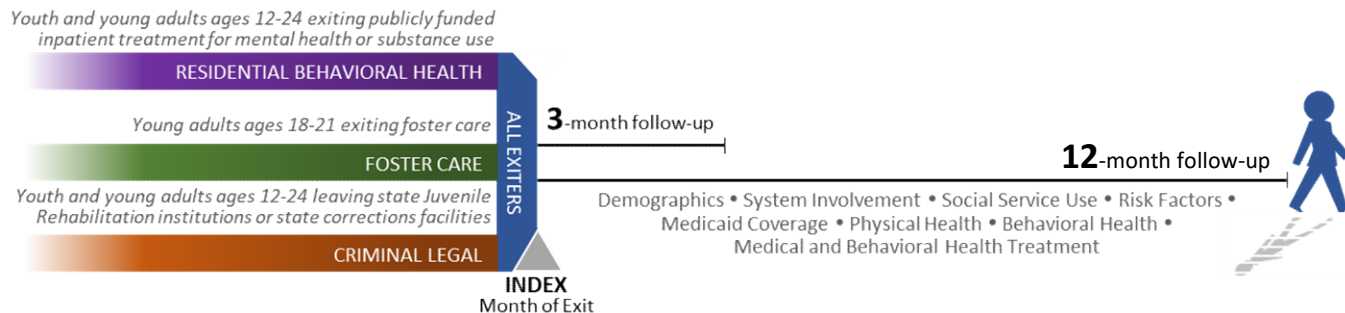 Youth and young adults ages 12-24 exiting publicly funded
inpatient treatment for mental health or substance use
RESIDENTIAL BEHAVIORAL HEALTH
Young adults ages 18-21 exiting foster care
FOSTER CARE
Youth and young adults ages 12-24 leaving state Juvenile
Rehabilitation institutions or state corrections facilities
CRIMINAL LEGAL
ALL EXITERS
INDEX
Month of Exit
3-month follow-up
12-month follow-up
Demographics • System Involvement • Social Service Use • Risk Factors •
Medicaid Coverage • Physical Health • Behavioral Health •
Medical and Behavioral Health Treatment